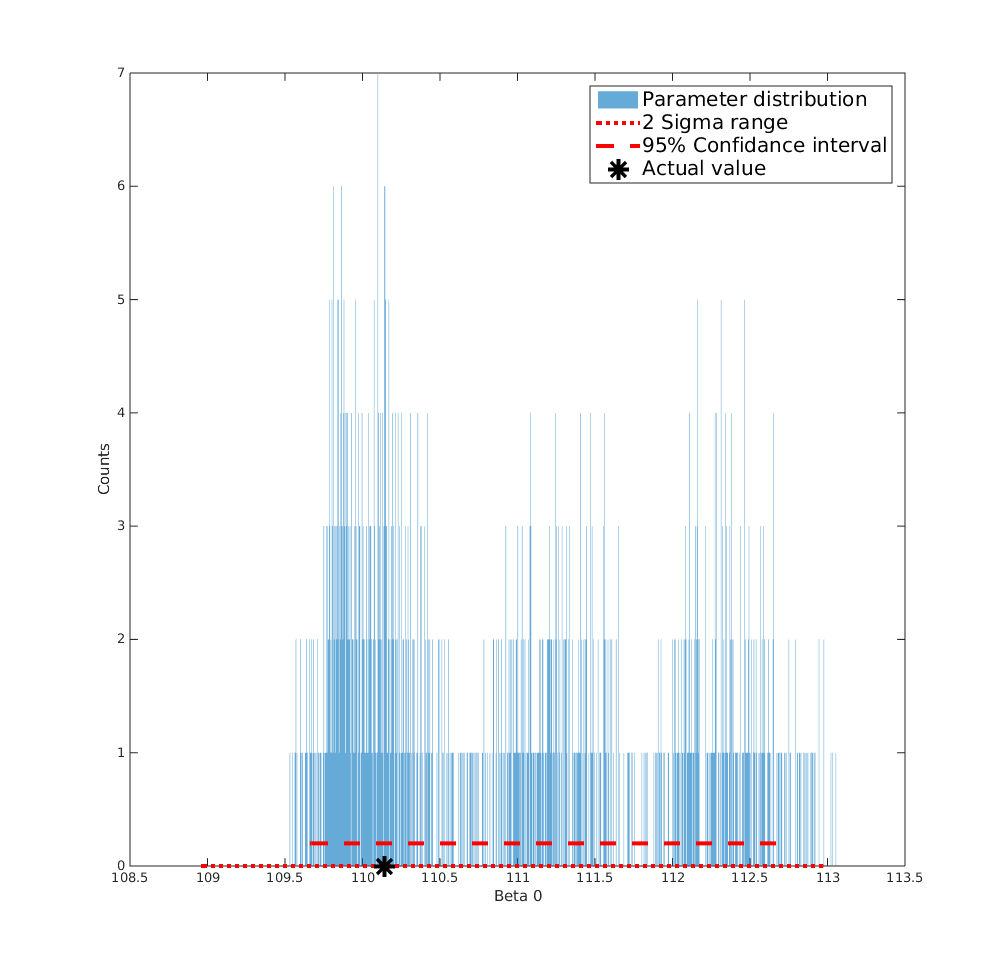 Parameter distribution
2 Sigma range
95% Confidance interval
Actual value
7
6
5
4
3
2
1
0
Counts
108.5 109 109.5 110 110.5 111 111.5 112 112.5 113 113.5
Beta 0